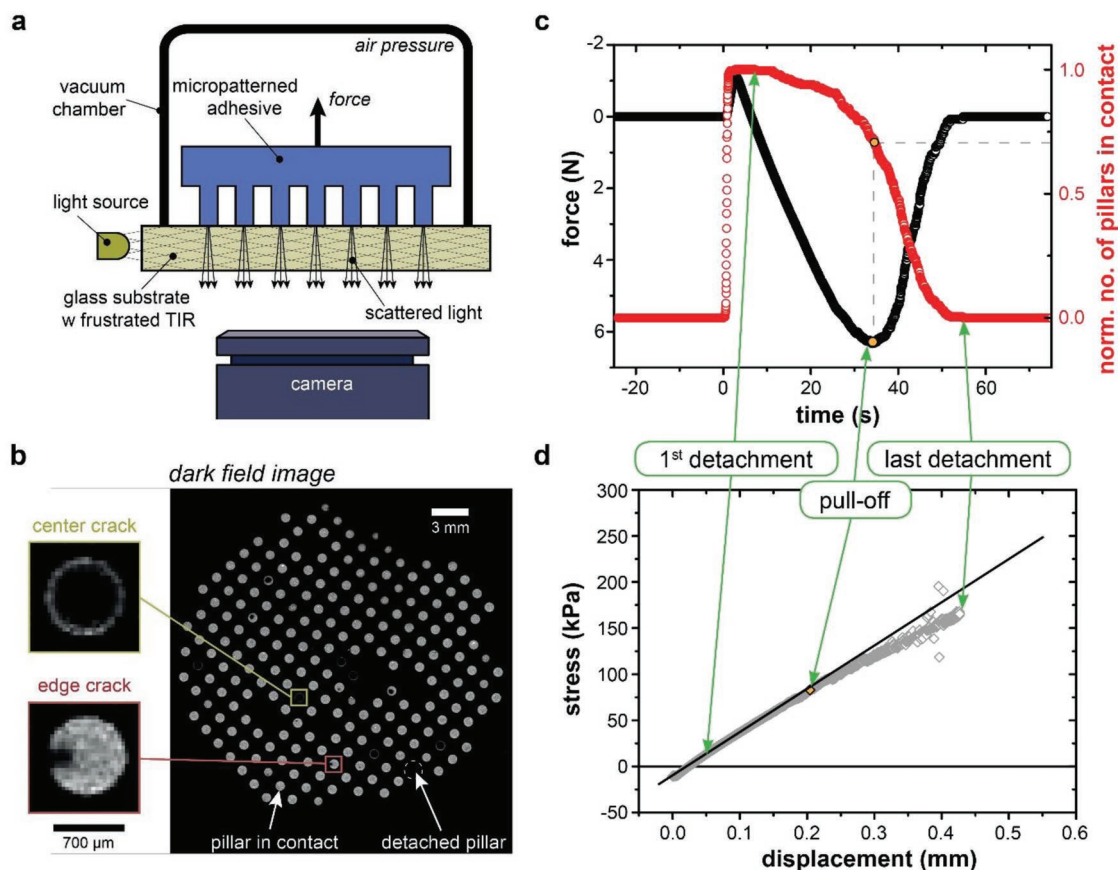 a
air pressure
vacuum
chamber
micropatterned
adhesive
force
light source
glass substrate
w frustrated TIR
scattered light
camera
b
dark field image
center crack
3 mm
edge crack
700 µm
pillar in contact
detached pillar
c
-2
0
2
4
6
force (N)
1.0
0.5
0.0
norm. no. of pillars in contact
-20
0
20
40
60
time (s)
1st detachment
pull-off
last detachment
d
300
250
200
150
100
50
0
-50
stress (kPa)
0.0
0.1
0.2
0.3
0.4
0.5
0.6
displacement (mm)